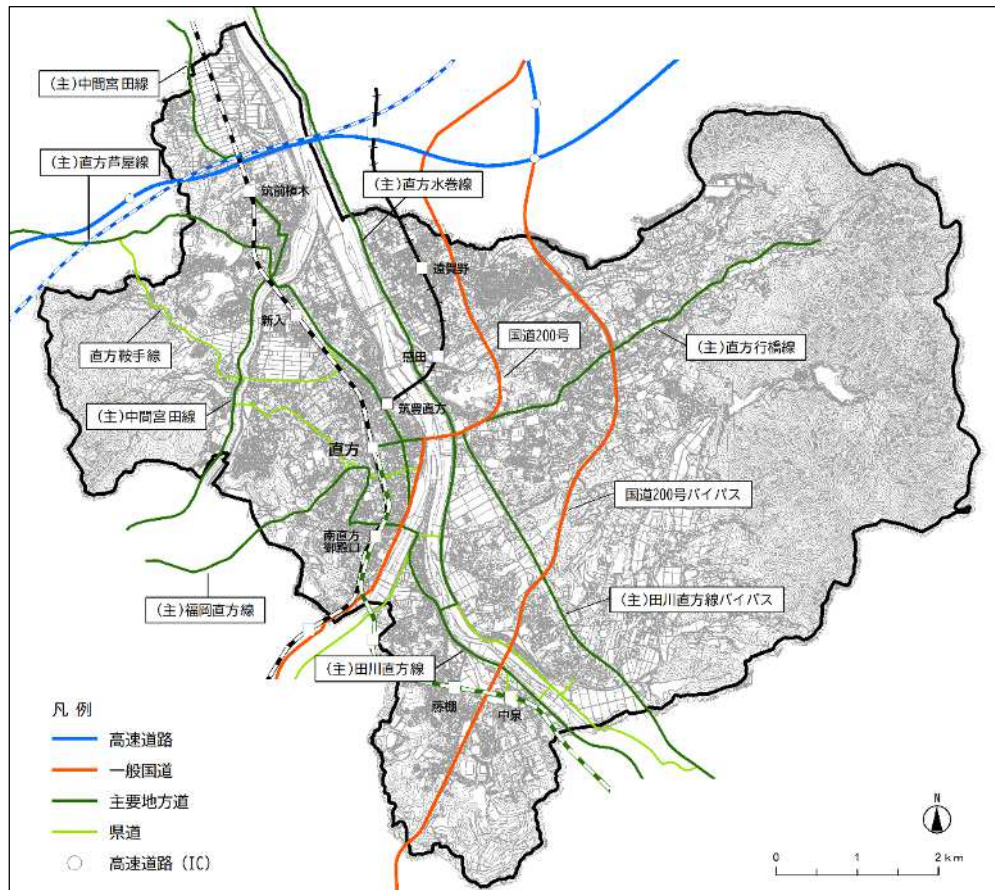 (主)中間宮田線
(主)直方芦屋線
筑前植木
(主)直方水巻線
遠賀野
新入
国道200号
(主)直方行橋線
直方鞍手線
感田
(主)中間宮田線
筑豊直方
直方
国道200号バイパス
南直方
御殿口
(主)福岡直方線
(主)田川直方線バイパス
(主)田川直方線
藤棚
中泉
凡 例
高速道路
一般国道
主要地方道
県道
高速道路 (IC)
N
0 1 2km